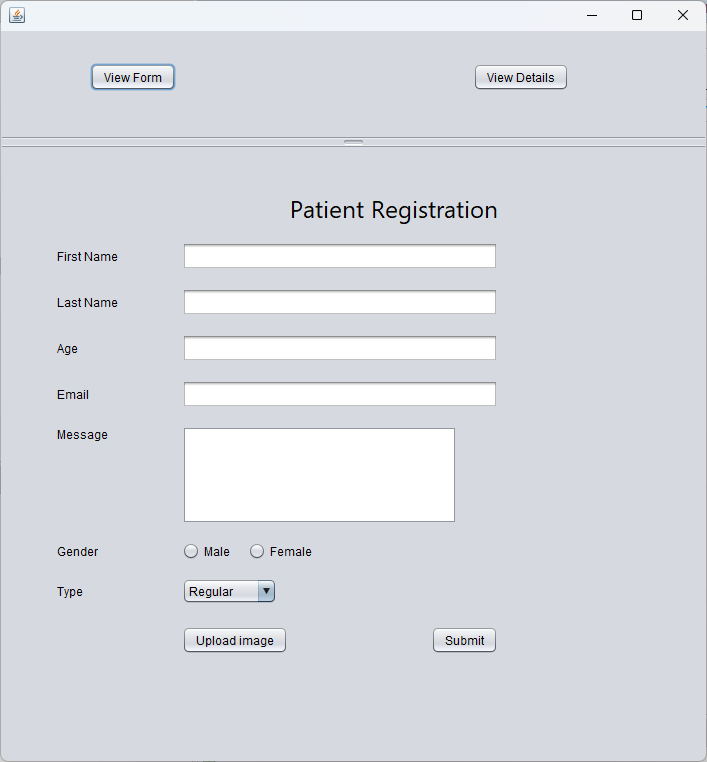 View Form View Details
Patient Registration
First Name
Last Name
Age
Email
Message
Gender Male Female
Type Regular
Upload image Submit